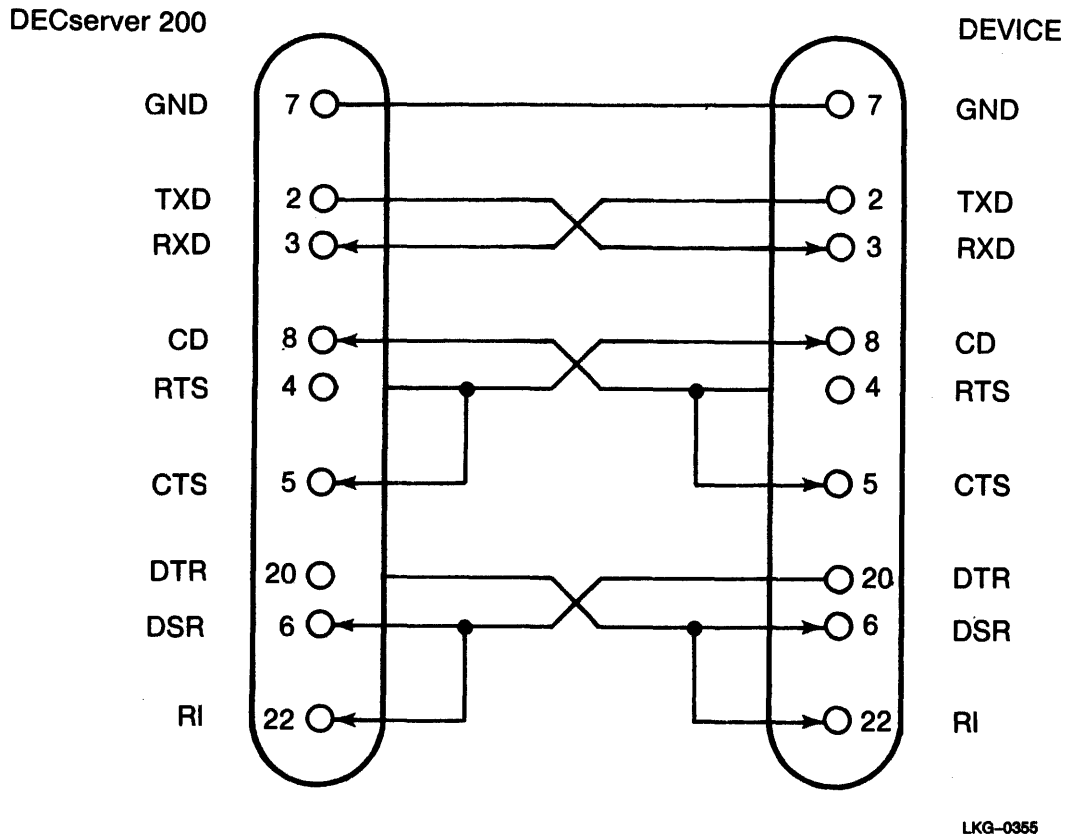 DECserver 200 DEVICE
GND 7 7 GND
TXD 2 2 TXD
RXD 3 3 RXD
CD 8 8 CD
RTS 4 4 RTS
CTS 5 5 CTS
DTR 20 20 DTR
DSR 6 6 DSR
RI 22 22 RI
LKG-0355